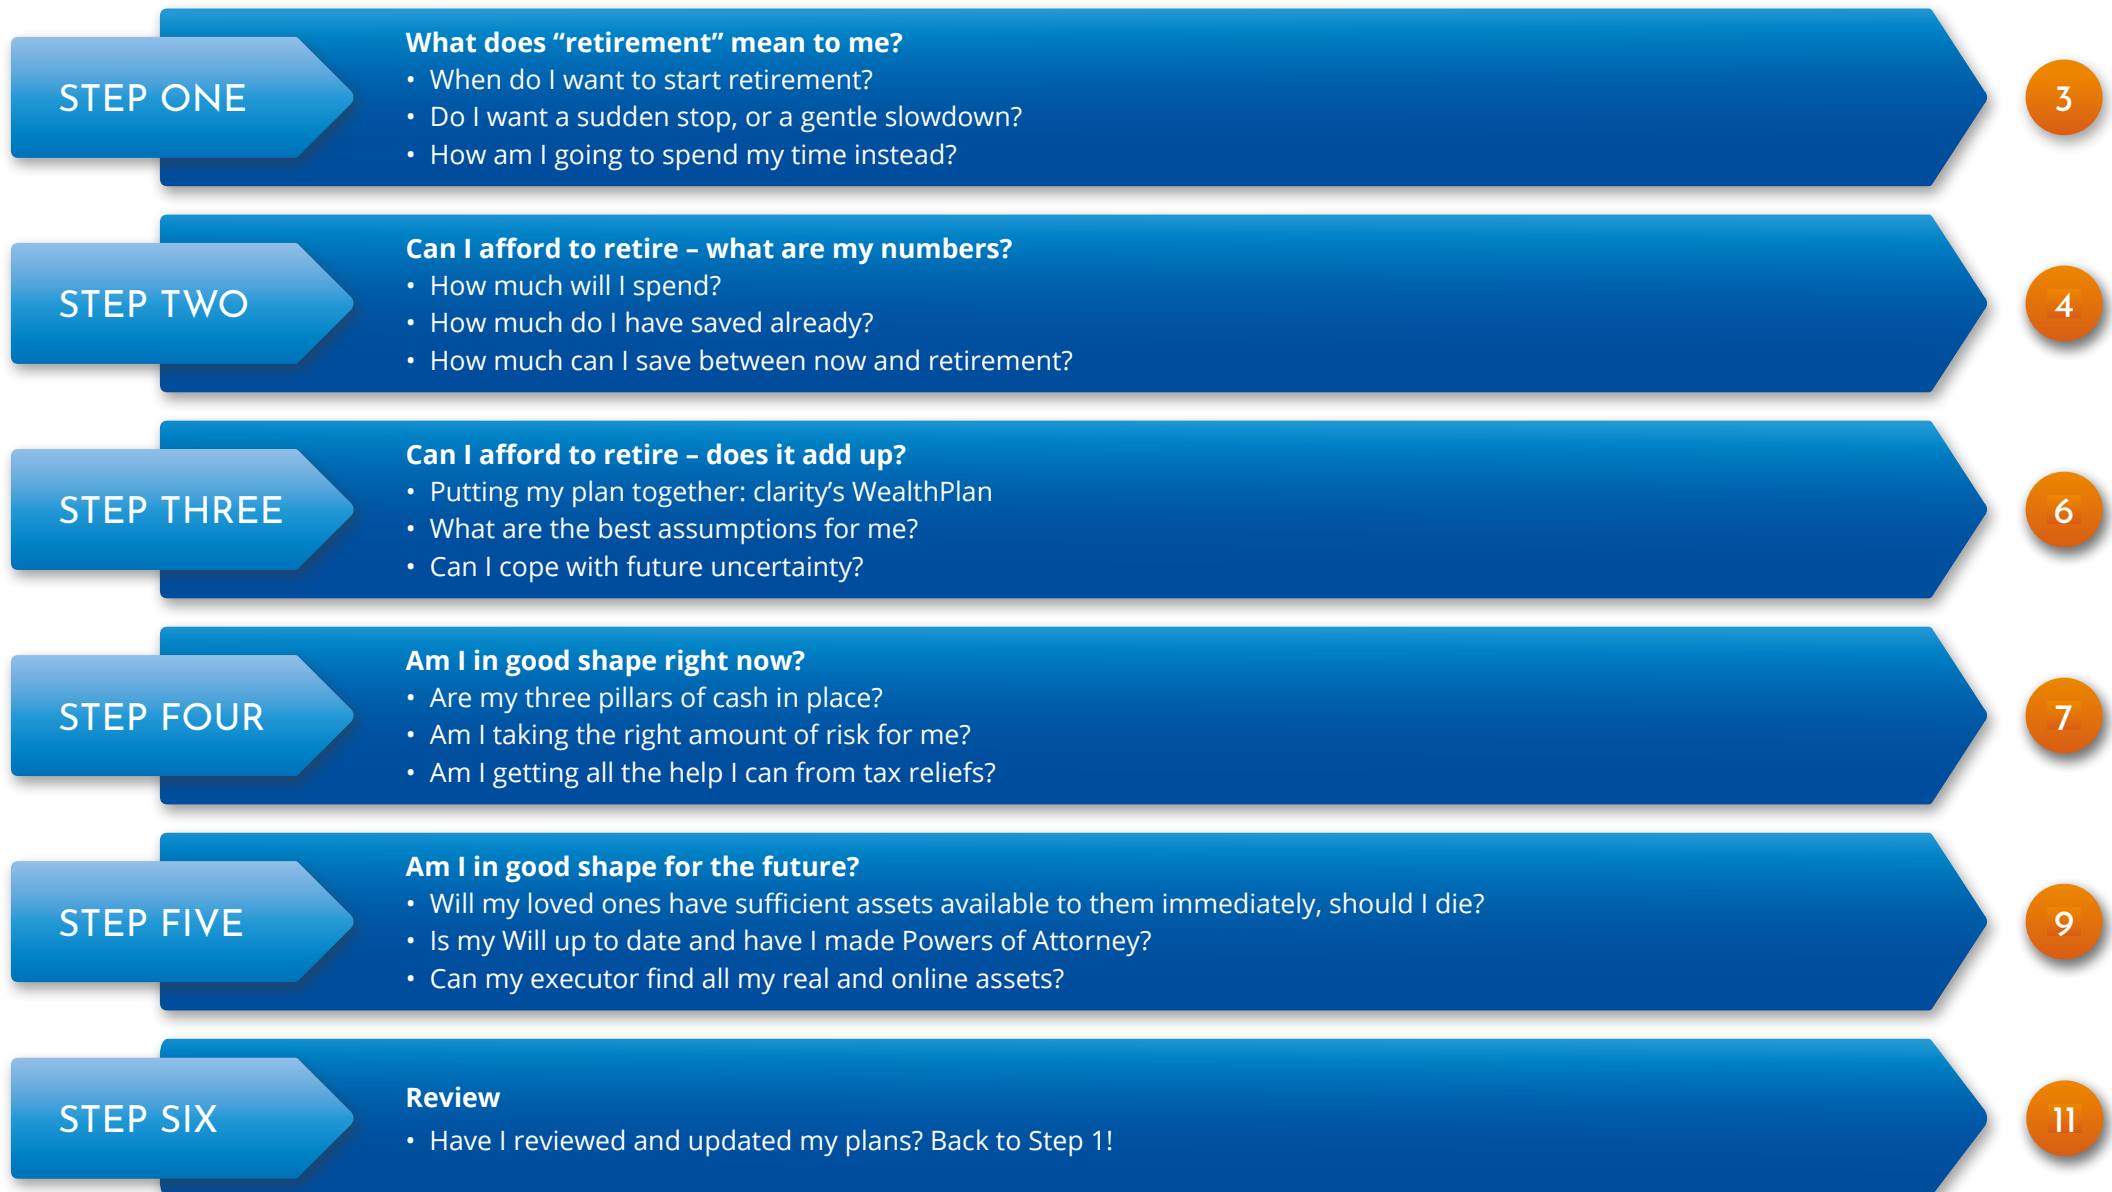 STEP ONE
What does “retirement” mean to me?
• When do I want to start retirement?
• Do I want a sudden stop, or a gentle slowdown?
• How am I going to spend my time instead?
3
STEP TWO
Can I afford to retire – what are my numbers?
• How much will I spend?
• How much do I have saved already?
• How much can I save between now and retirement?
4
STEP THREE
Can I afford to retire – does it add up?
• Putting my plan together: clarity’s WealthPlan
• What are the best assumptions for me?
• Can I cope with future uncertainty?
6
STEP FOUR
Am I in good shape right now?
• Are my three pillars of cash in place?
• Am I taking the right amount of risk for me?
• Am I getting all the help I can from tax reliefs?
7
STEP FIVE
Am I in good shape for the future?
• Will my loved ones have sufficient assets available to them immediately, should I die?
• Is my Will up to date and have I made Powers of Attorney?
• Can my executor find all my real and online assets?
9
STEP SIX
Review
• Have I reviewed and updated my plans? Back to Step 1!
11